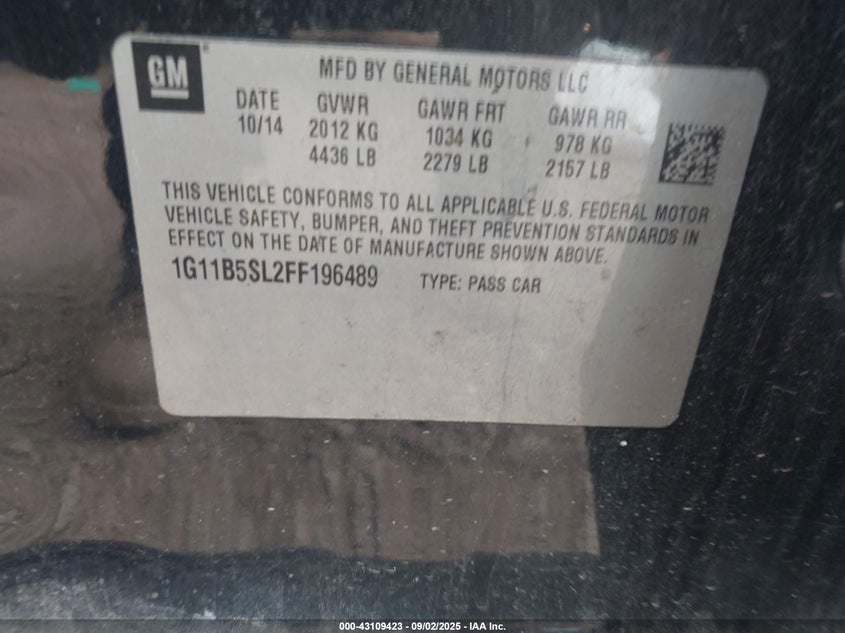 GM
MFD BY GENERAL MOTORS LLC
DATE GVWR GAWR FRT GAWR RR
10/14 2012 KG 1034 KG 978 KG
4436 LB 2279 LB 2157 LB
THIS VEHICLE CONFORMS TO ALL APPLICABLE U.S. FEDERAL MOTOR
VEHICLE SAFETY, BUMPER, AND THEFT PREVENTION STANDARDS IN
EFFECT ON THE DATE OF MANUFACTURE SHOWN ABOVE.
1G11B5SL2FF196489 TYPE: PASS CAR
000-43109423 - 09/02/2025 - IAA Inc.